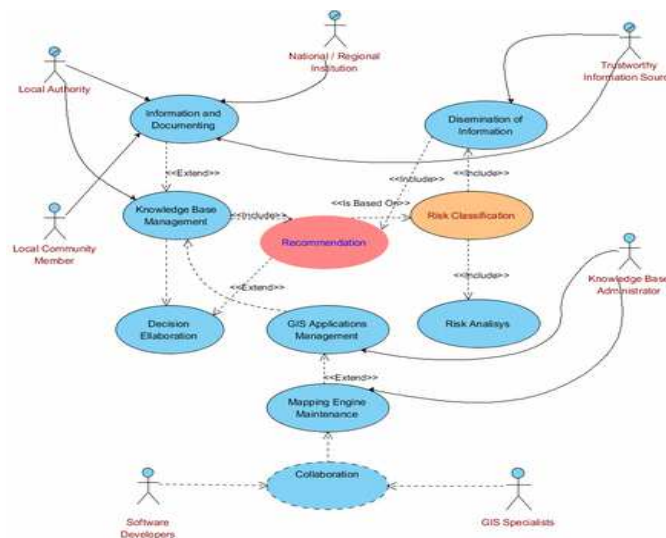 National / Regional
Institution
Trustworthy
Information Source
Local Authority
Information and
Documenting
Disemination of
Information
<<Extend>>
<<Include>>
<<Include>>
Knowledge Base
Management
<<Include>>
<<Is Based On>>
Risk Classification
Recommendation
Local Community
Member
<<Extend>>
<<Include>>
Knowledge Base
Administrator
Decision
Ellaboration
GIS Applications
Management
Risk Analisys
<<Extend>>
Mapping Engine
Maintenance
Collaboration
Software
Developers
GIS Specialists